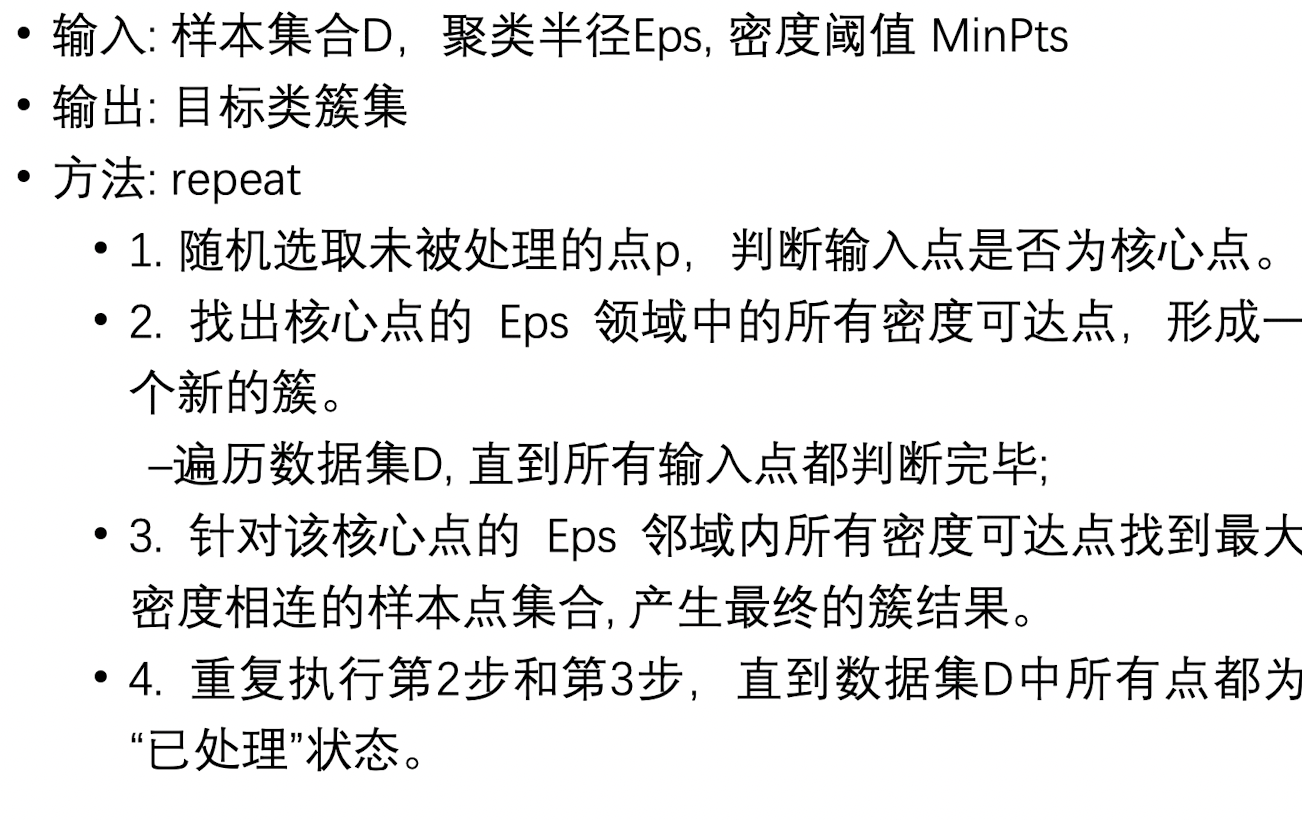 • 输入: 样本集合D，聚类半径Eps, 密度阈值 MinPts
• 输出: 目标类簇集
• 方法: repeat
• 1. 随机选取未被处理的点p，判断输入点是否为核心点。
• 2. 找出核心点的 Eps 领域中的所有密度可达点，形成一
个新的簇。
–遍历数据集D, 直到所有输入点都判断完毕;
• 3. 针对该核心点的 Eps 邻域内所有密度可达点找到最大
密度相连的样本点集合, 产生最终的簇结果。
• 4. 重复执行第2步和第3步，直到数据集D中所有点都为
“已处理”状态。